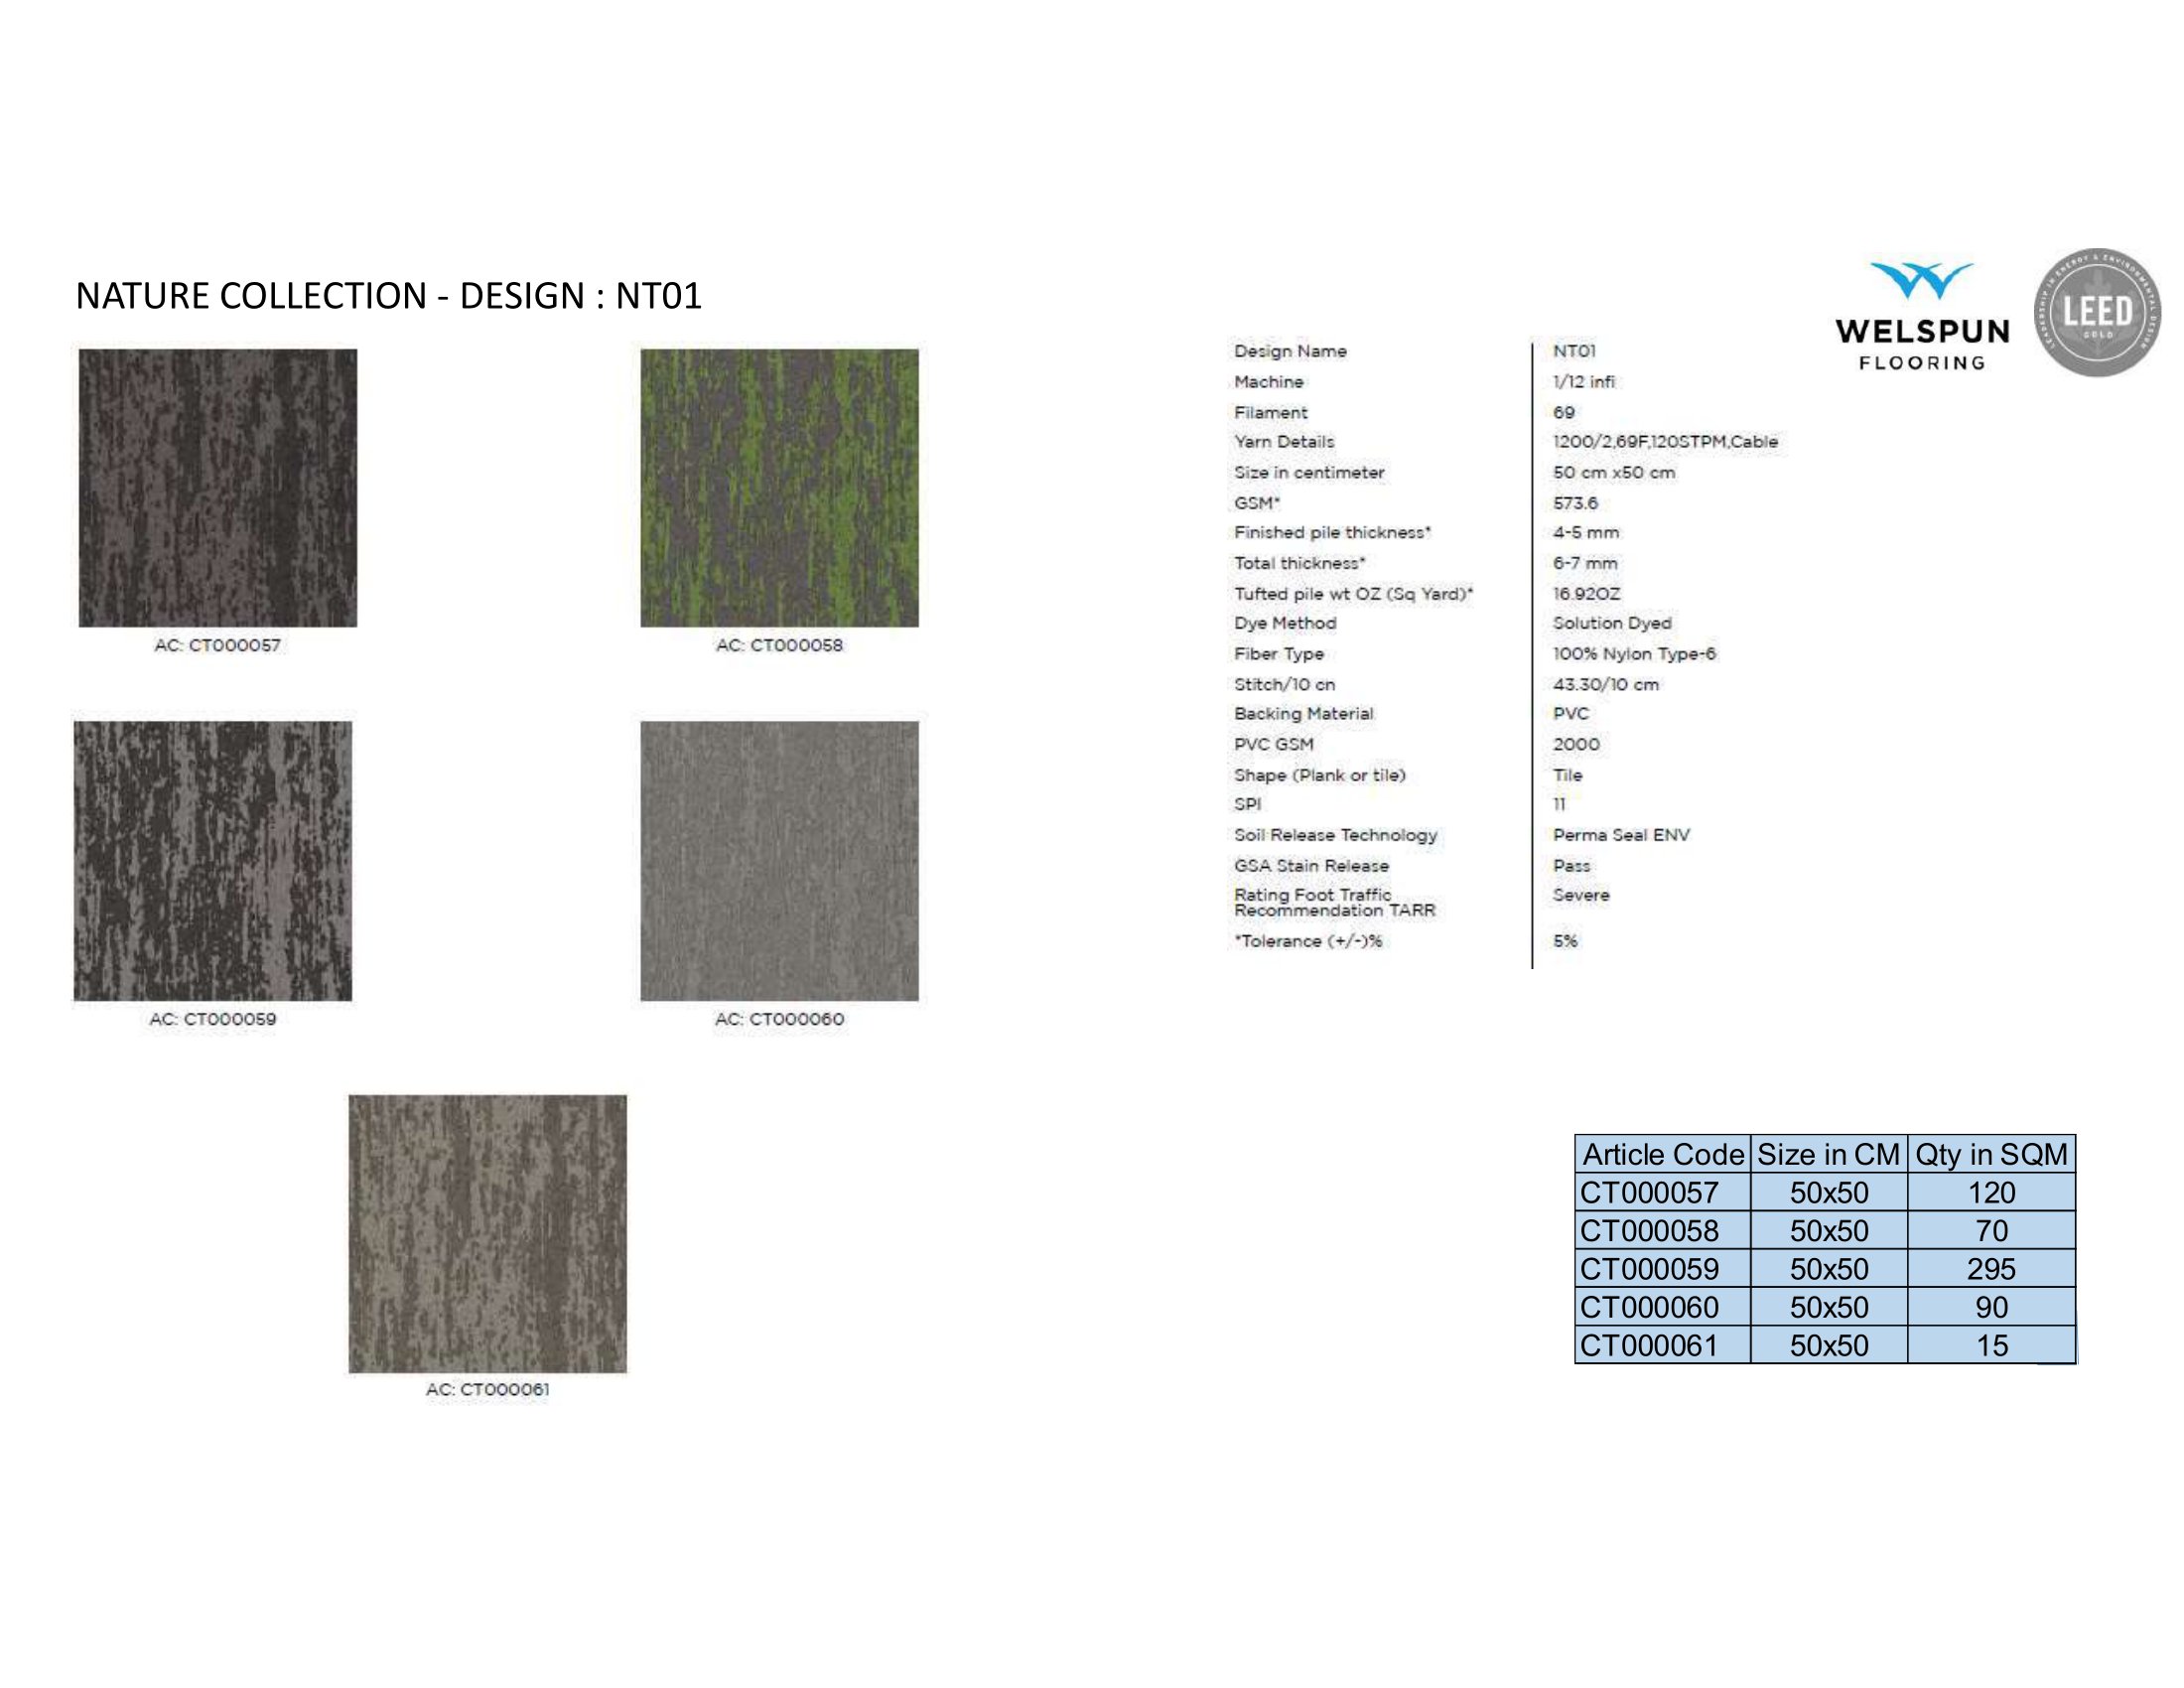 NATURE COLLECTION - DESIGN : NT01
WELSPUN
FLOORING
LEADERSHIP IN ENERGY & ENVIRONMENTAL DESIGN
LEED
GOLD
AC: CT000057
AC: CT000058
AC: CT000059
AC: CT000060
AC: CT000061
Design Name NT01
Machine 1/12 infi
Filament 69
Yarn Details 1200/2,69F,120STPM,Cable
Size in centimeter 50 cm x50 cm
GSM* 573.6
Finished pile thickness* 4-5 mm
Total thickness* 6-7 mm
Tufted pile wt OZ (Sq Yard)* 16.92OZ
Dye Method Solution Dyed
Fiber Type 100% Nylon Type-6
Stitch/10 cn 43.30/10 cm
Backing Material PVC
PVC GSM 2000
Shape (Plank or tile) Tile
SPI 11
Soil Release Technology Perma Seal ENV
GSA Stain Release Pass
Rating Foot Traffic Severe
Recommendation TARR
*Tolerance (+/-)% 5%
Article Code Size in CM Qty in SQM
CT000057 50x50 120
CT000058 50x50 70
CT000059 50x50 295
CT000060 50x50 90
CT000061 50x50 15